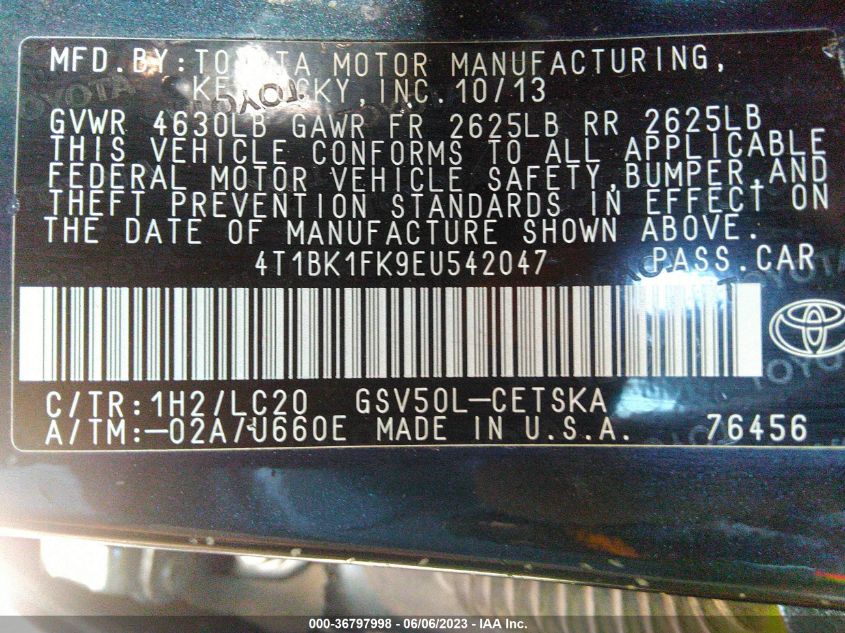 MFD.BY:TOYOTA MOTOR MANUFACTURING,
KENTUCKY,INC.10/13
GVWR 4630LB GAWR FR 2625LB RR 2625LB
THIS VEHICLE CONFORMS TO ALL APPLICABLE
FEDERAL MOTOR VEHICLE SAFETY,BUMPER,AND
THEFT PREVENTION STANDARDS IN EFFECT ON
THE DATE OF MANUFACTURE SHOWN ABOVE.
4T1BK1FK9EU542047 PASS.CAR
C/TR:1H2/LC20 GSV50L-CETSKA
A/TM:-02A/U660E MADE IN U.S.A. 76456
000-36797998 - 06/06/2023 - IAA Inc.